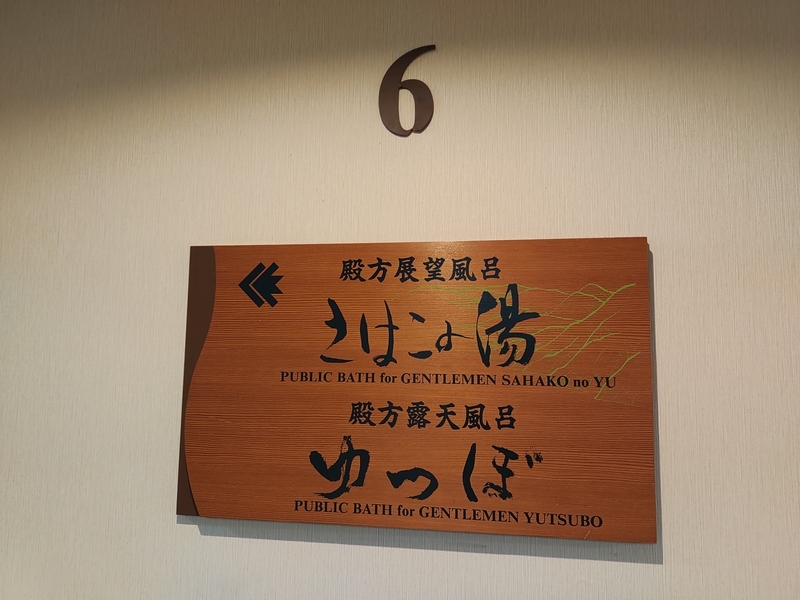 6
殿方展望風呂
さはこの湯
PUBLIC BATH for GENTLEMEN SAHAKO no YU
殿方露天風呂
ゆつぼ
PUBLIC BATH for GENTLEMEN YUTSUBO